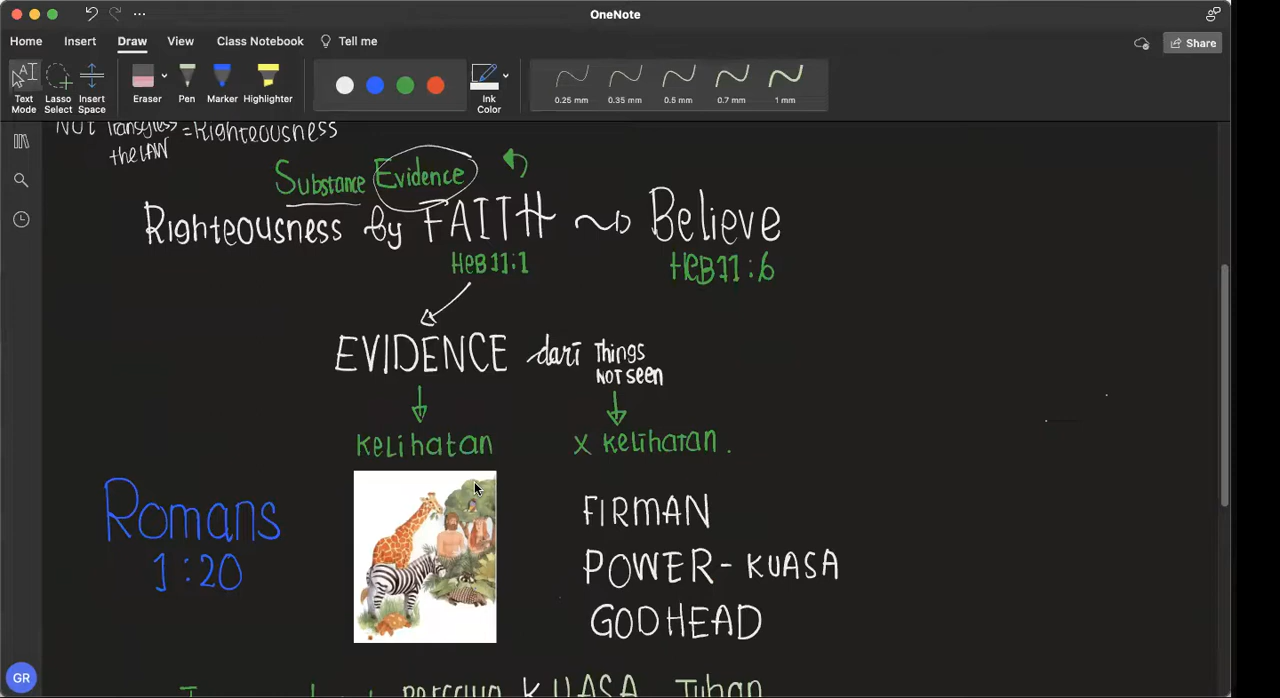 OneNote
Home Insert Draw View Class Notebook Tell me
Share
Text Mode
Lasso Select
Insert Space
Eraser
Pen
Marker
Highlighter
Ink Color
0.25 mm 0.35 mm 0.5 mm 0.7 mm 1 mm
NOT Transgress = Righteousness
the LAW
Substance Evidence
Righteousness by FAITH Believe
HEB 11:1 HEB 11:6
EVIDENCE dari Things
NOT seen
Kelihatan X Kelihatan.
Romans
1:20
FIRMAN
POWER - KUASA
GODHEAD
KUASA Tuhan
GR